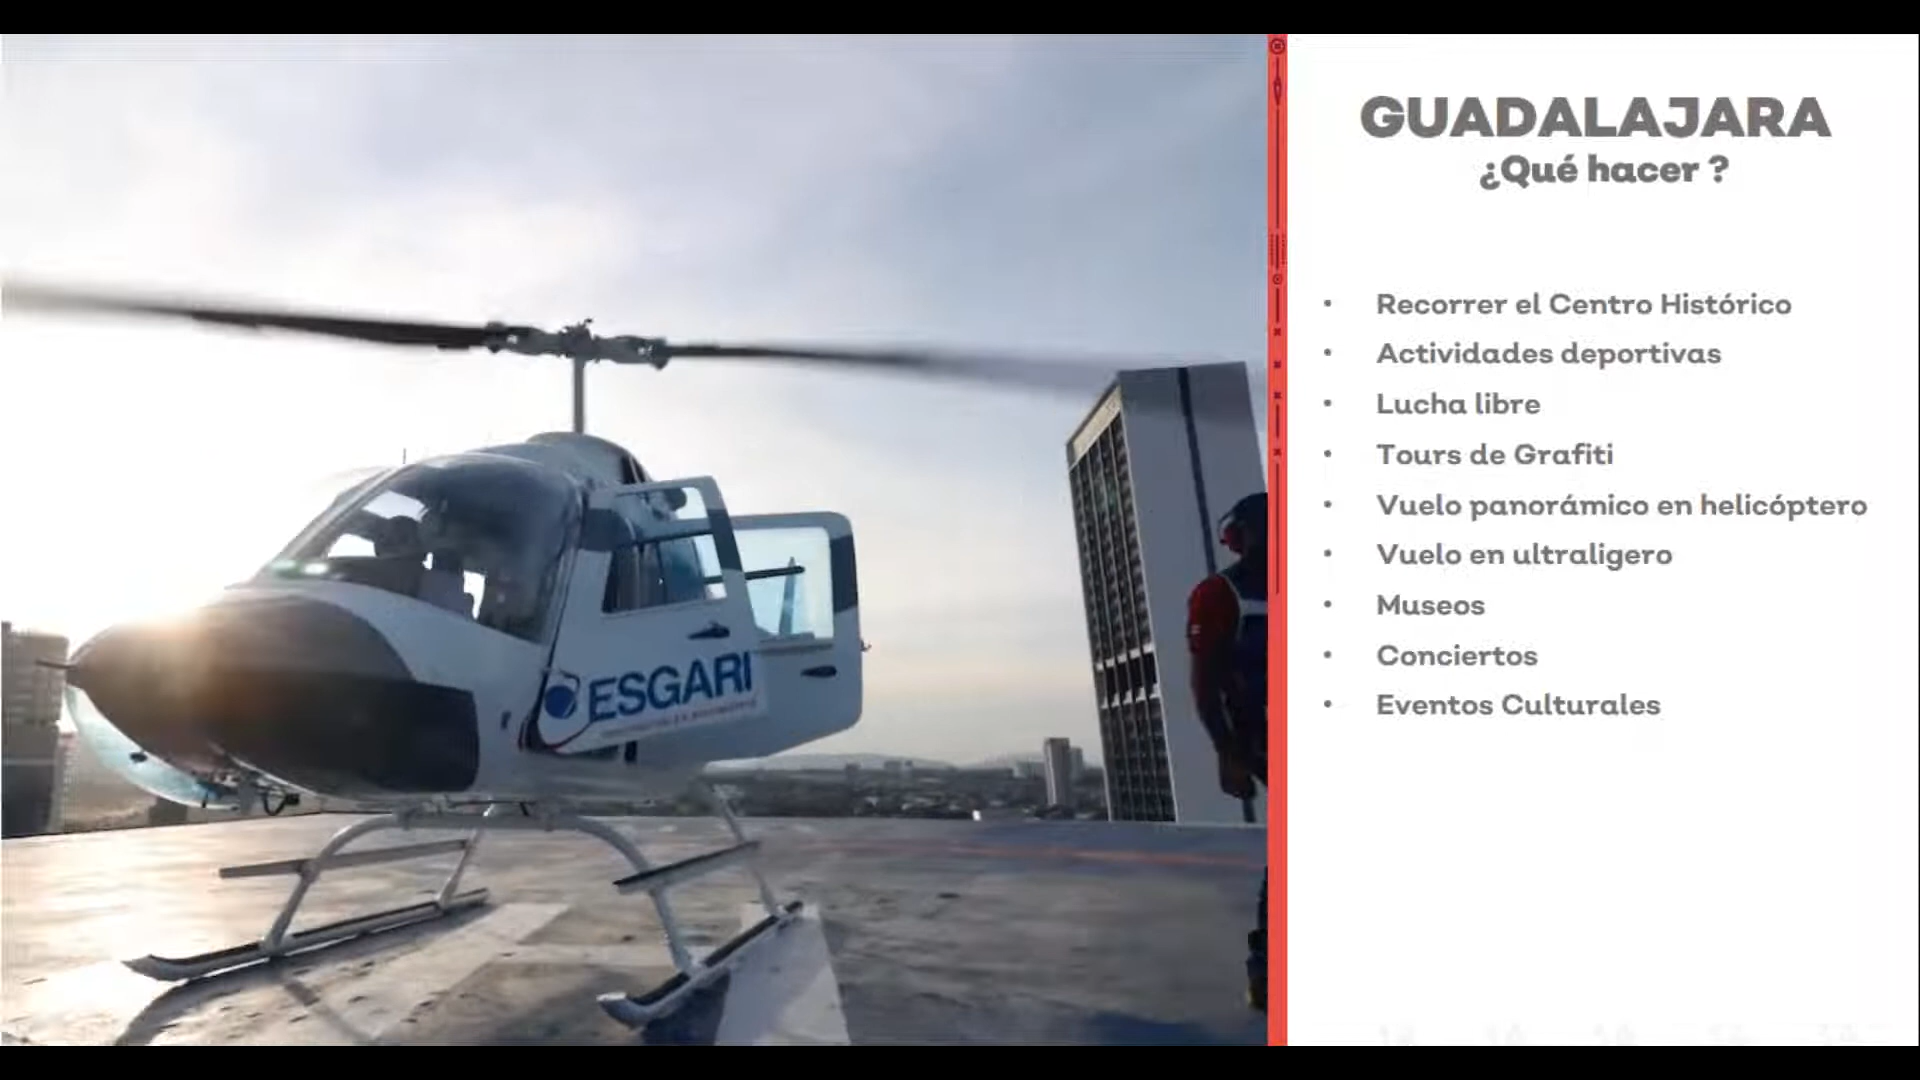 GUADALAJARA
¿Qué hacer ?
• Recorrer el Centro Histórico
• Actividades deportivas
• Lucha libre
• Tours de Grafiti
• Vuelo panorámico en helicóptero
• Vuelo en ultraligero
• Museos
• Conciertos
• Eventos Culturales
ESGARI